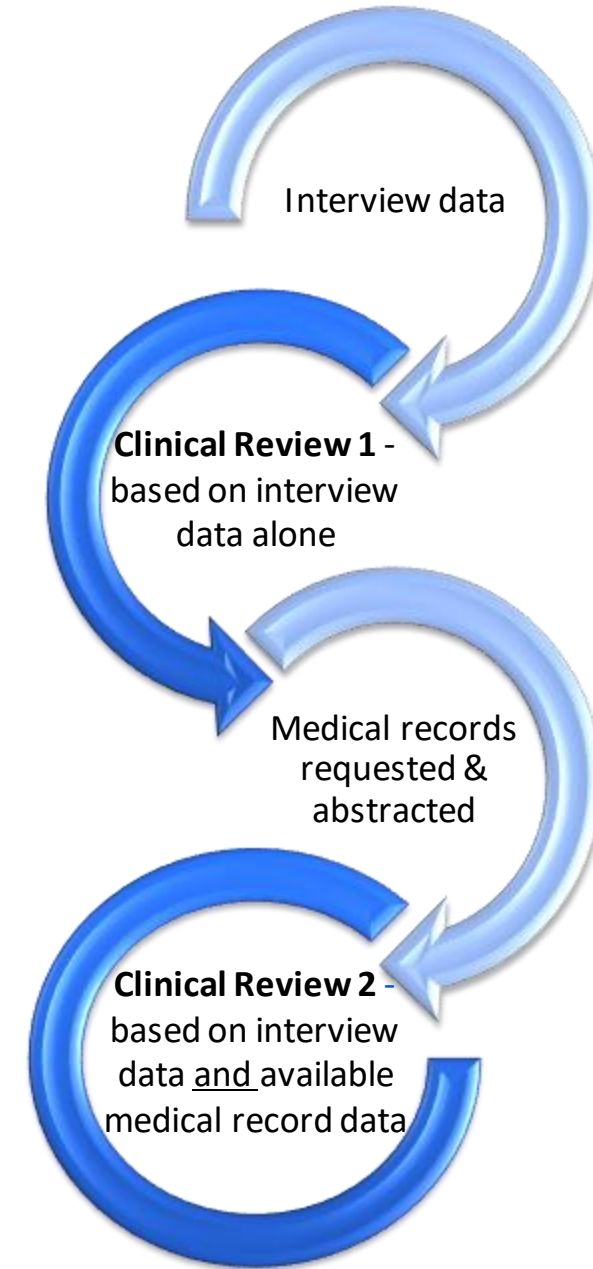 Interview data
Clinical Review 1 -
based on interview
data alone
Medical records
requested &
abstracted
Clinical Review 2 -
based on interview
data and available
medical record data